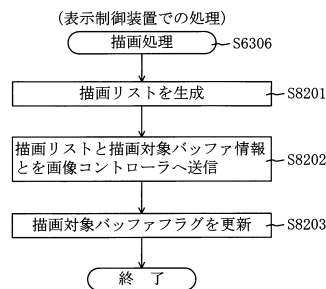 (表示制御装置での処理)
描画処理 S6306
描画リストを生成 S8201
描画リストと描画対象バッファ情報
とを画像コントローラへ送信 S8202
描画対象バッファフラグを更新 S8203
終 了